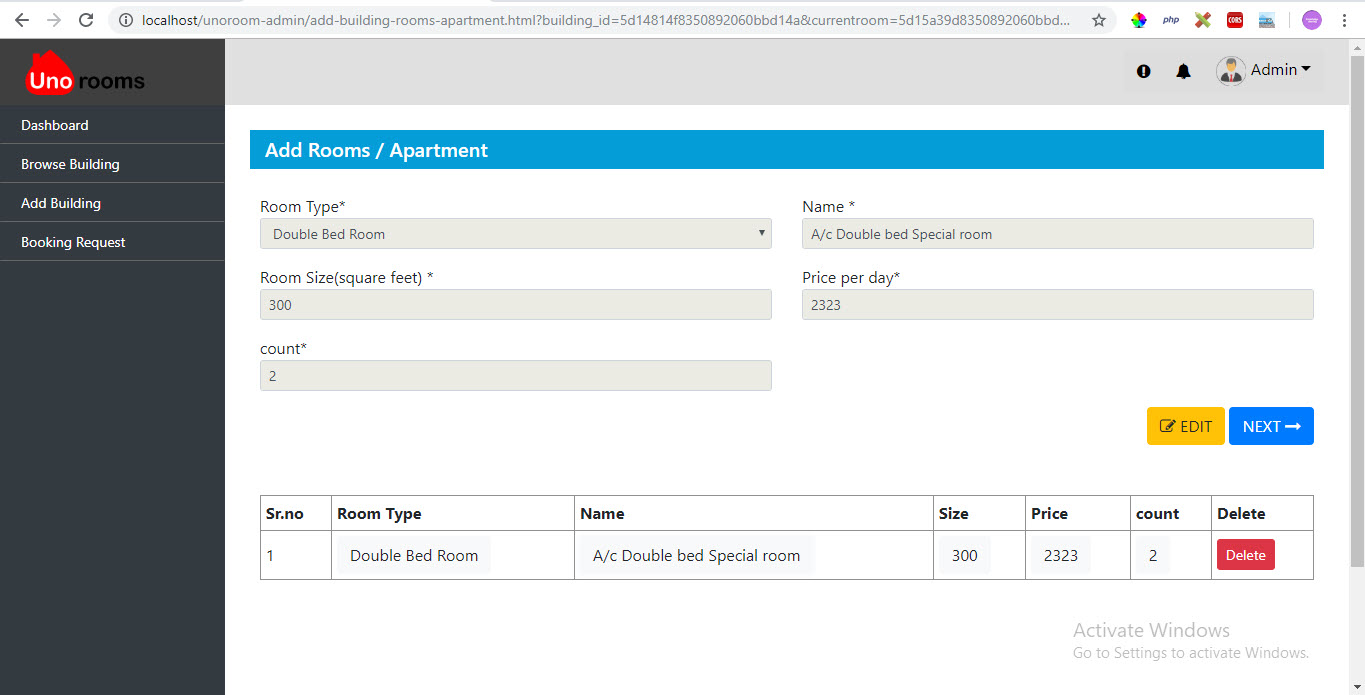 localhost/unoroom-admin/add-building-rooms-apartment.html?building_id=5d14814f8350892060bbd14a&currentroom=5d15a39d8350892060bbd...
php
CORS
Uno rooms
Admin
Dashboard
Browse Building
Add Building
Booking Request
Add Rooms / Apartment
Room Type* Name *
Double Bed Room A/c Double bed Special room
Room Size(square feet) * Price per day*
300 2323
count*
2
EDIT NEXT
Sr.no Room Type Name Size Price count Delete
1 Double Bed Room A/c Double bed Special room 300 2323 2 Delete
Activate Windows
Go to Settings to activate Windows.